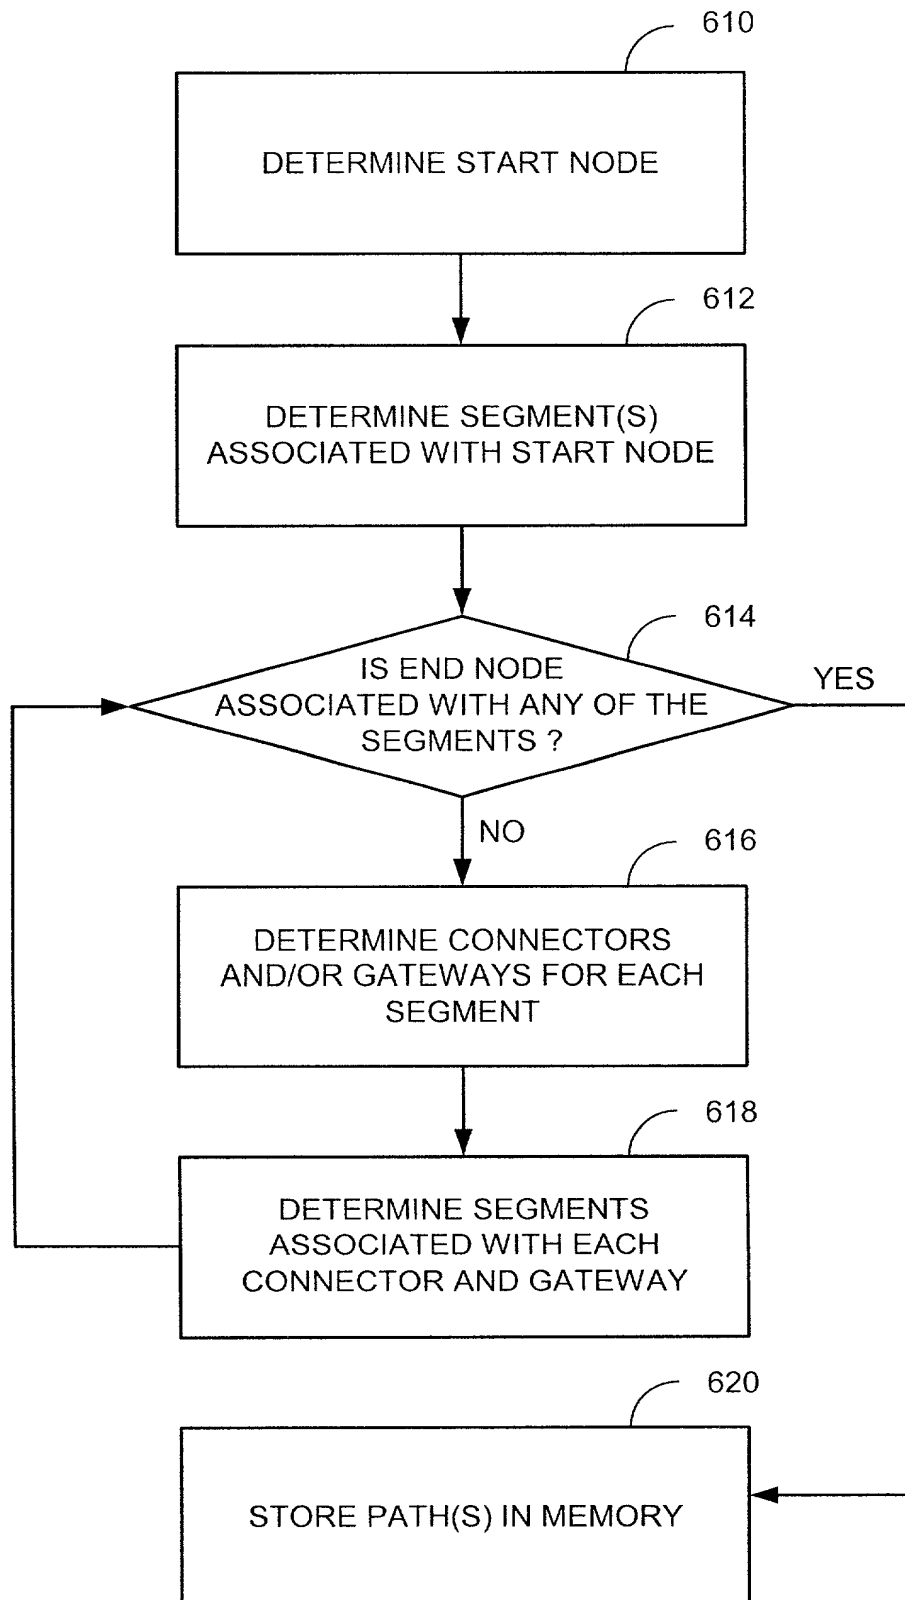 610
DETERMINE START NODE
612
DETERMINE SEGMENT(S)
ASSOCIATED WITH START NODE
614
IS END NODE
ASSOCIATED WITH ANY OF THE
SEGMENTS ?
YES
NO
616
DETERMINE CONNECTORS
AND/OR GATEWAYS FOR EACH
SEGMENT
618
DETERMINE SEGMENTS
ASSOCIATED WITH EACH
CONNECTOR AND GATEWAY
620
STORE PATH(S) IN MEMORY